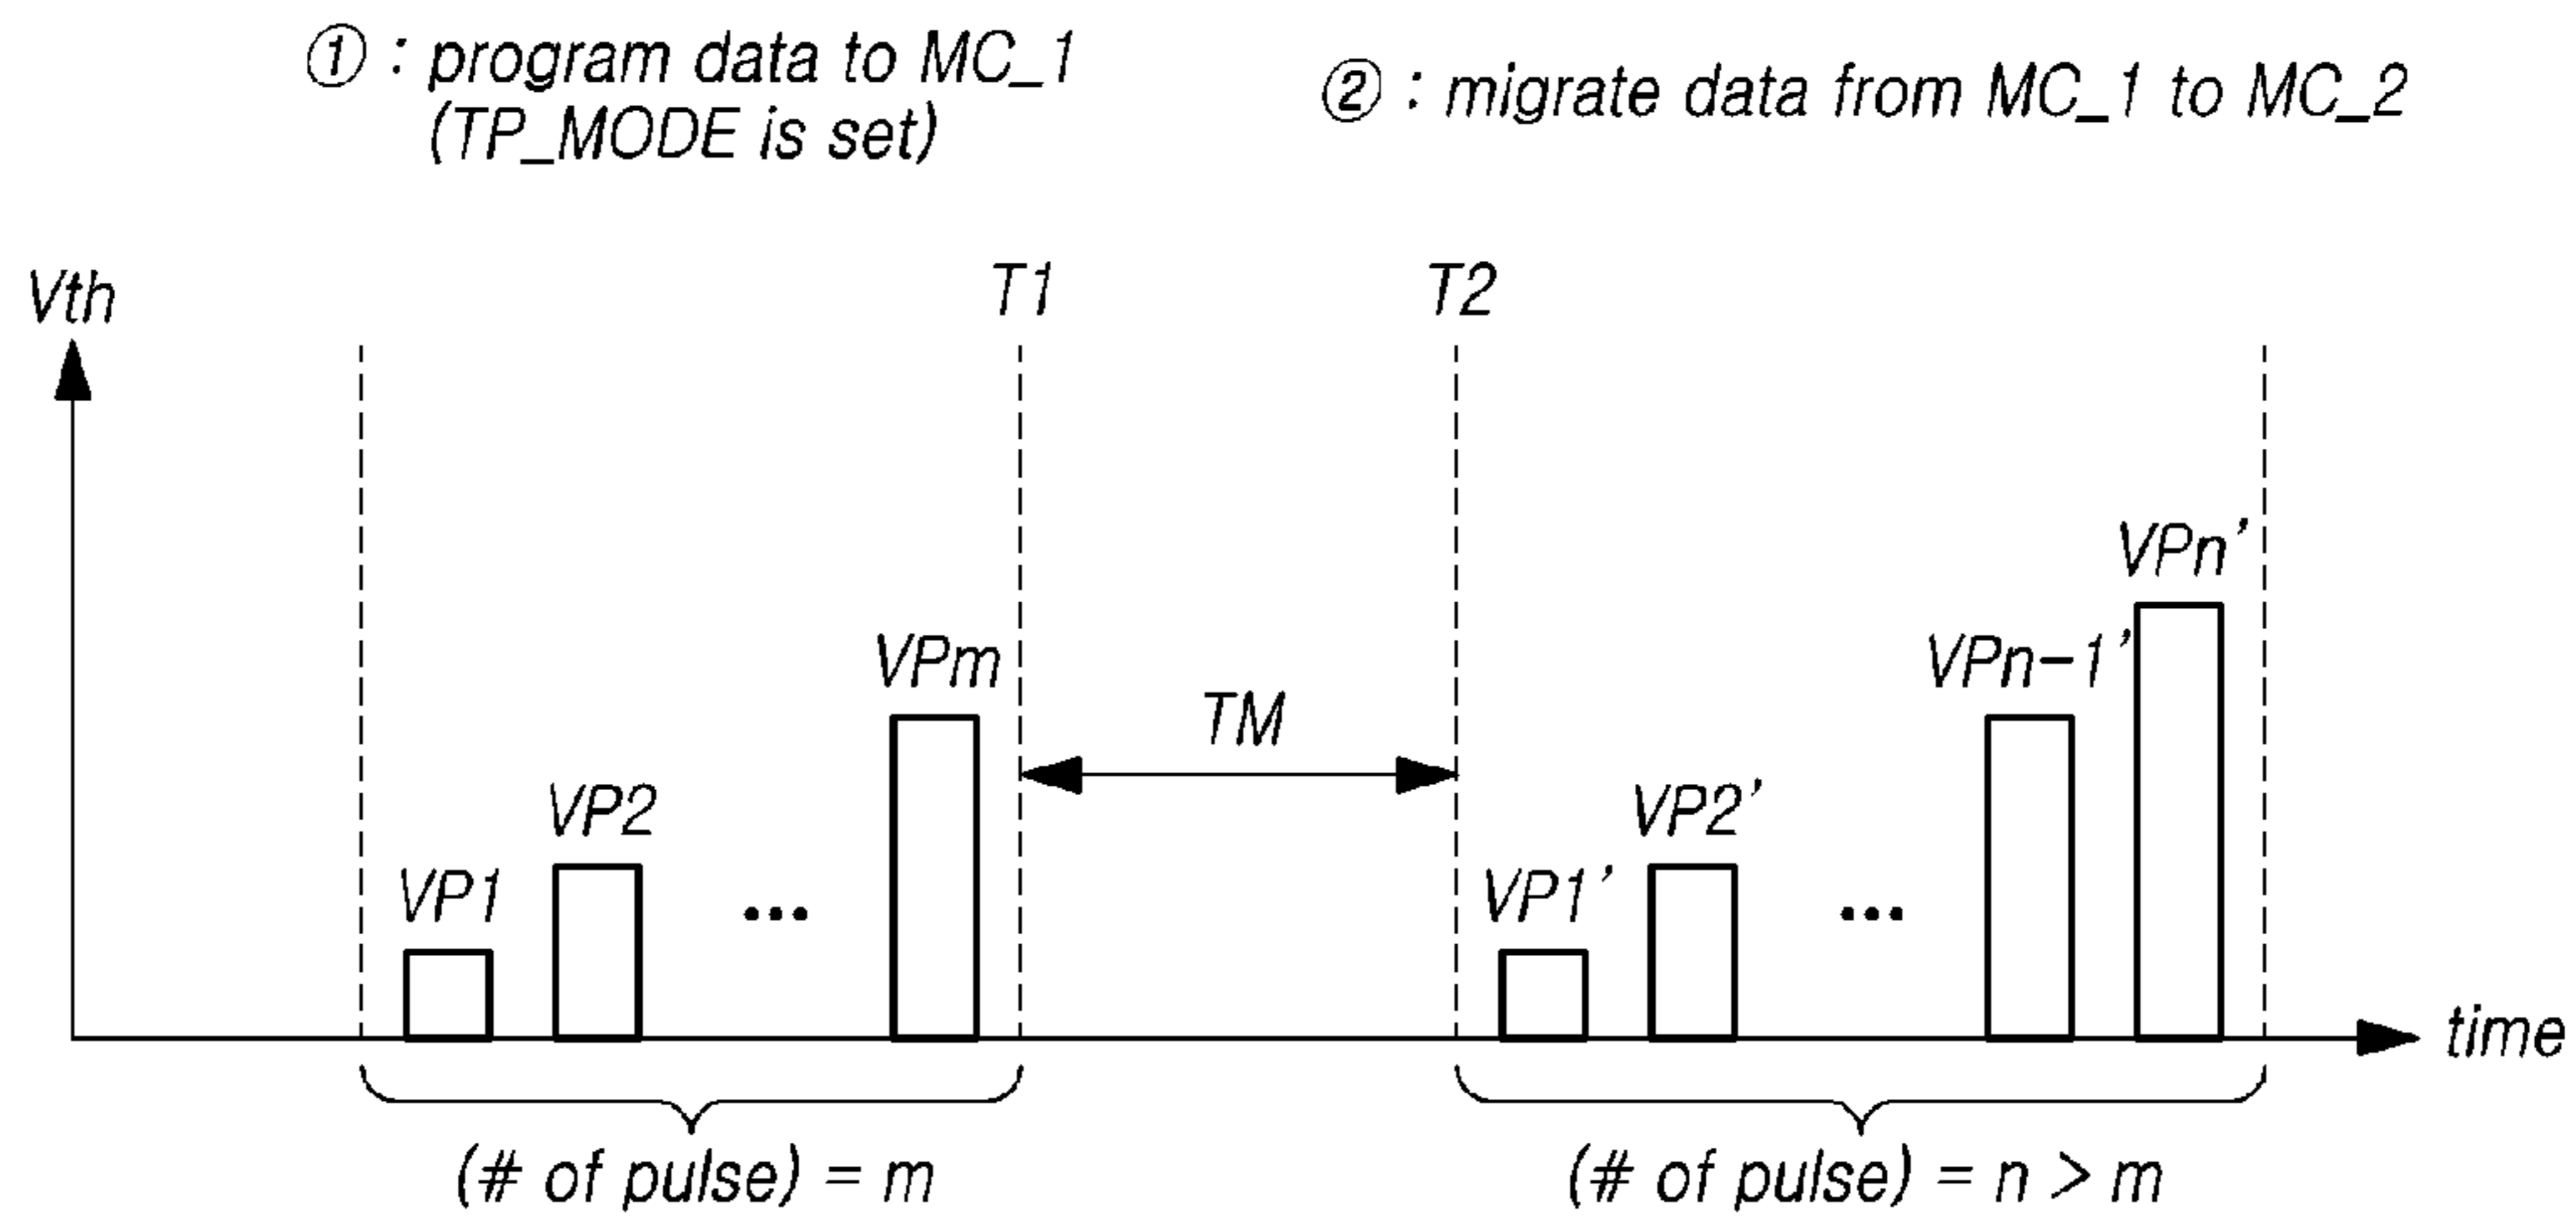 ① : program data to MC_1
(TP_MODE is set)
② : migrate data from MC_1 to MC_2
Vth
T1
T2
VP1
VP2
...
VPm
TM
VP1’
VP2’
...
VPn-1’
VPn’
time
(# of pulse) = m
(# of pulse) = n > m